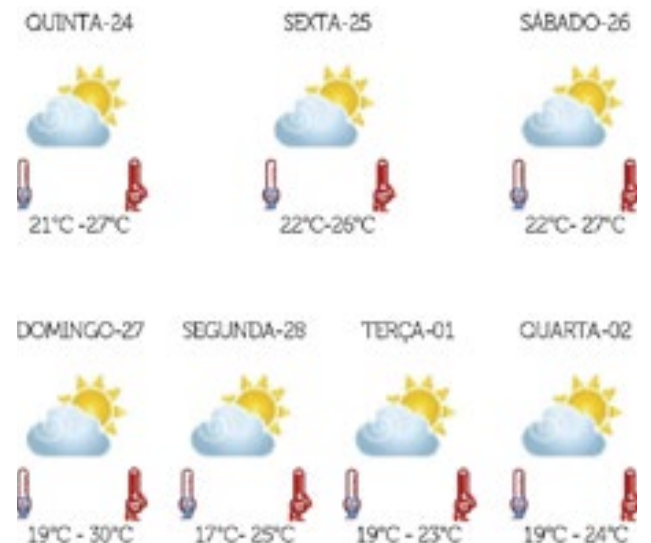 QUINTA-24
SEXTA-25
SÁBADO-26
21°C -27°C
22°C-26°C
22°C- 27°C
DOMINGO-27
SEGUNDA-28
TERÇA-01
QUARTA-02
19°C - 30°C
17°C- 25°C
19°C - 23°C
19°C - 24°C